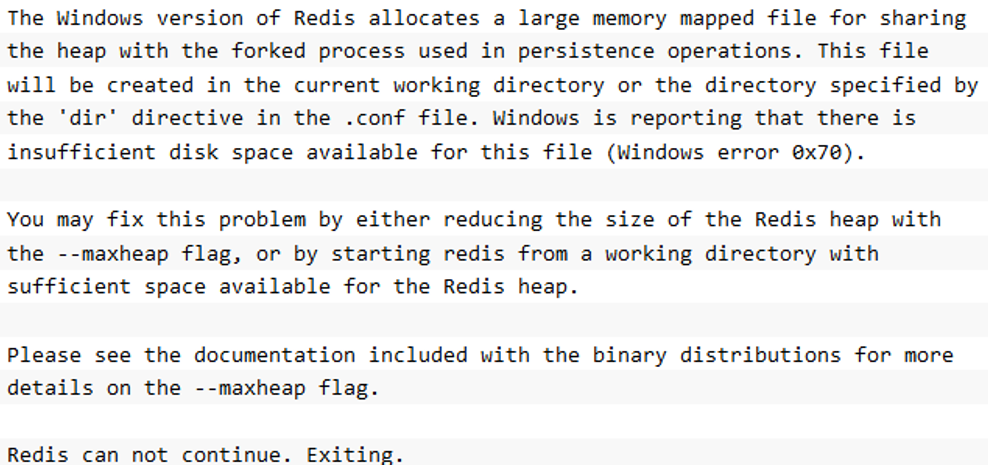 The Windows version of Redis allocates a large memory mapped file for sharing
the heap with the forked process used in persistence operations. This file
will be created in the current working directory or the directory specified by
the 'dir' directive in the .conf file. Windows is reporting that there is
insufficient disk space available for this file (Windows error 0x70).
You may fix this problem by either reducing the size of the Redis heap with
the --maxheap flag, or by starting redis from a working directory with
sufficient space available for the Redis heap.
Please see the documentation included with the binary distributions for more
details on the --maxheap flag.
Redis can not continue. Exiting.